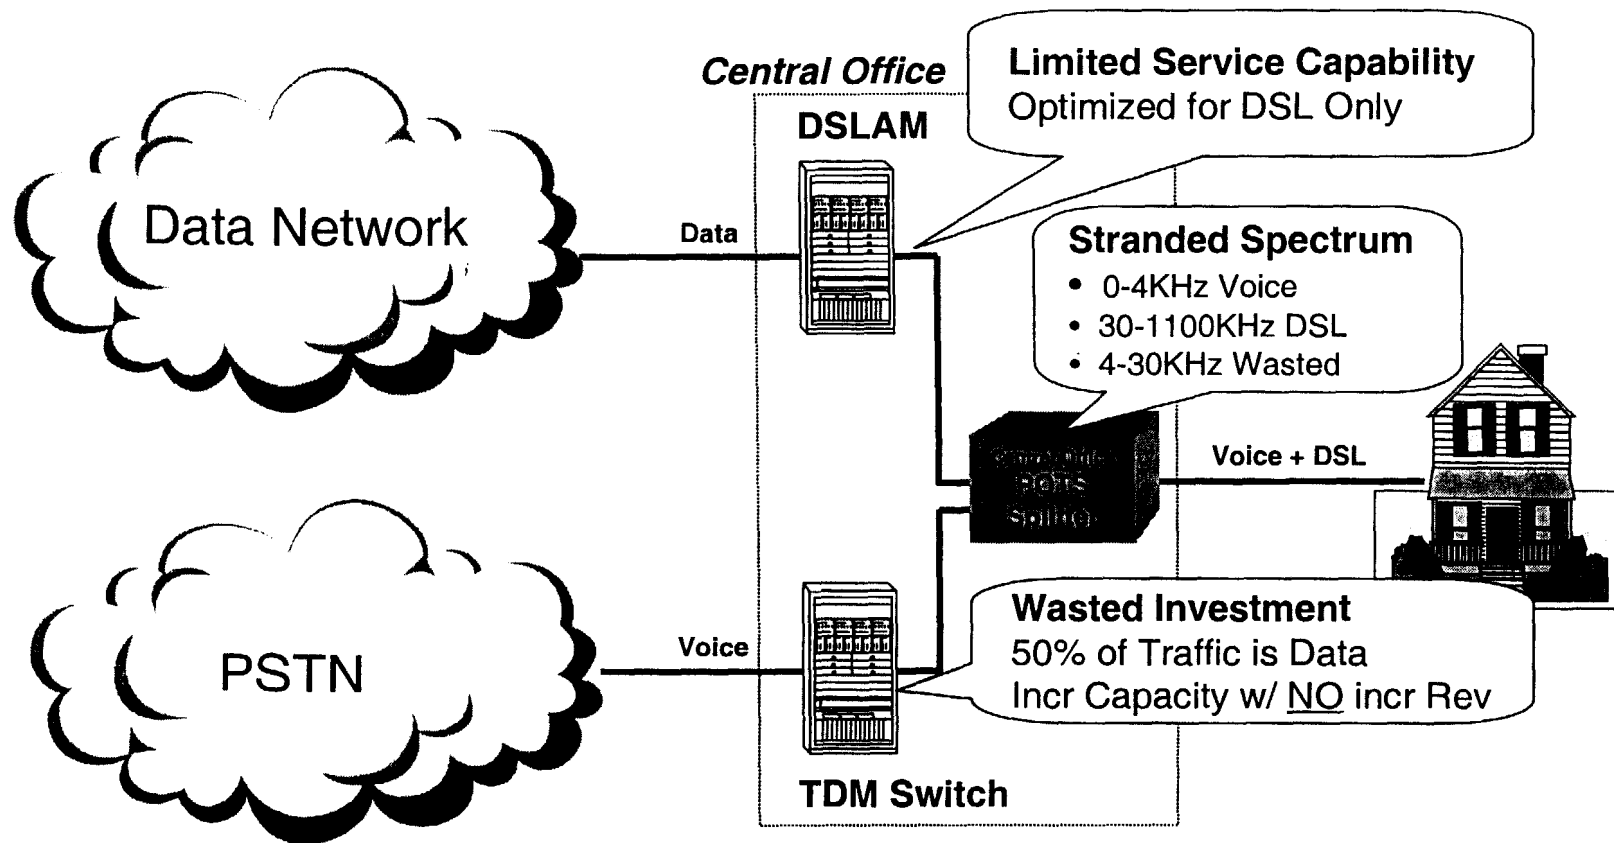 Central Office
Limited Service Capability
Optimized for DSL Only
DSLAM
Data Network
Data
Stranded Spectrum
• 0-4KHz Voice
• 30-1100KHz DSL
• 4-30KHz Wasted
Voice + DSL
POTS
Splitter
PSTN
Voice
Wasted Investment
50% of Traffic is Data
Incr Capacity w/ NO incr Rev
TDM Switch